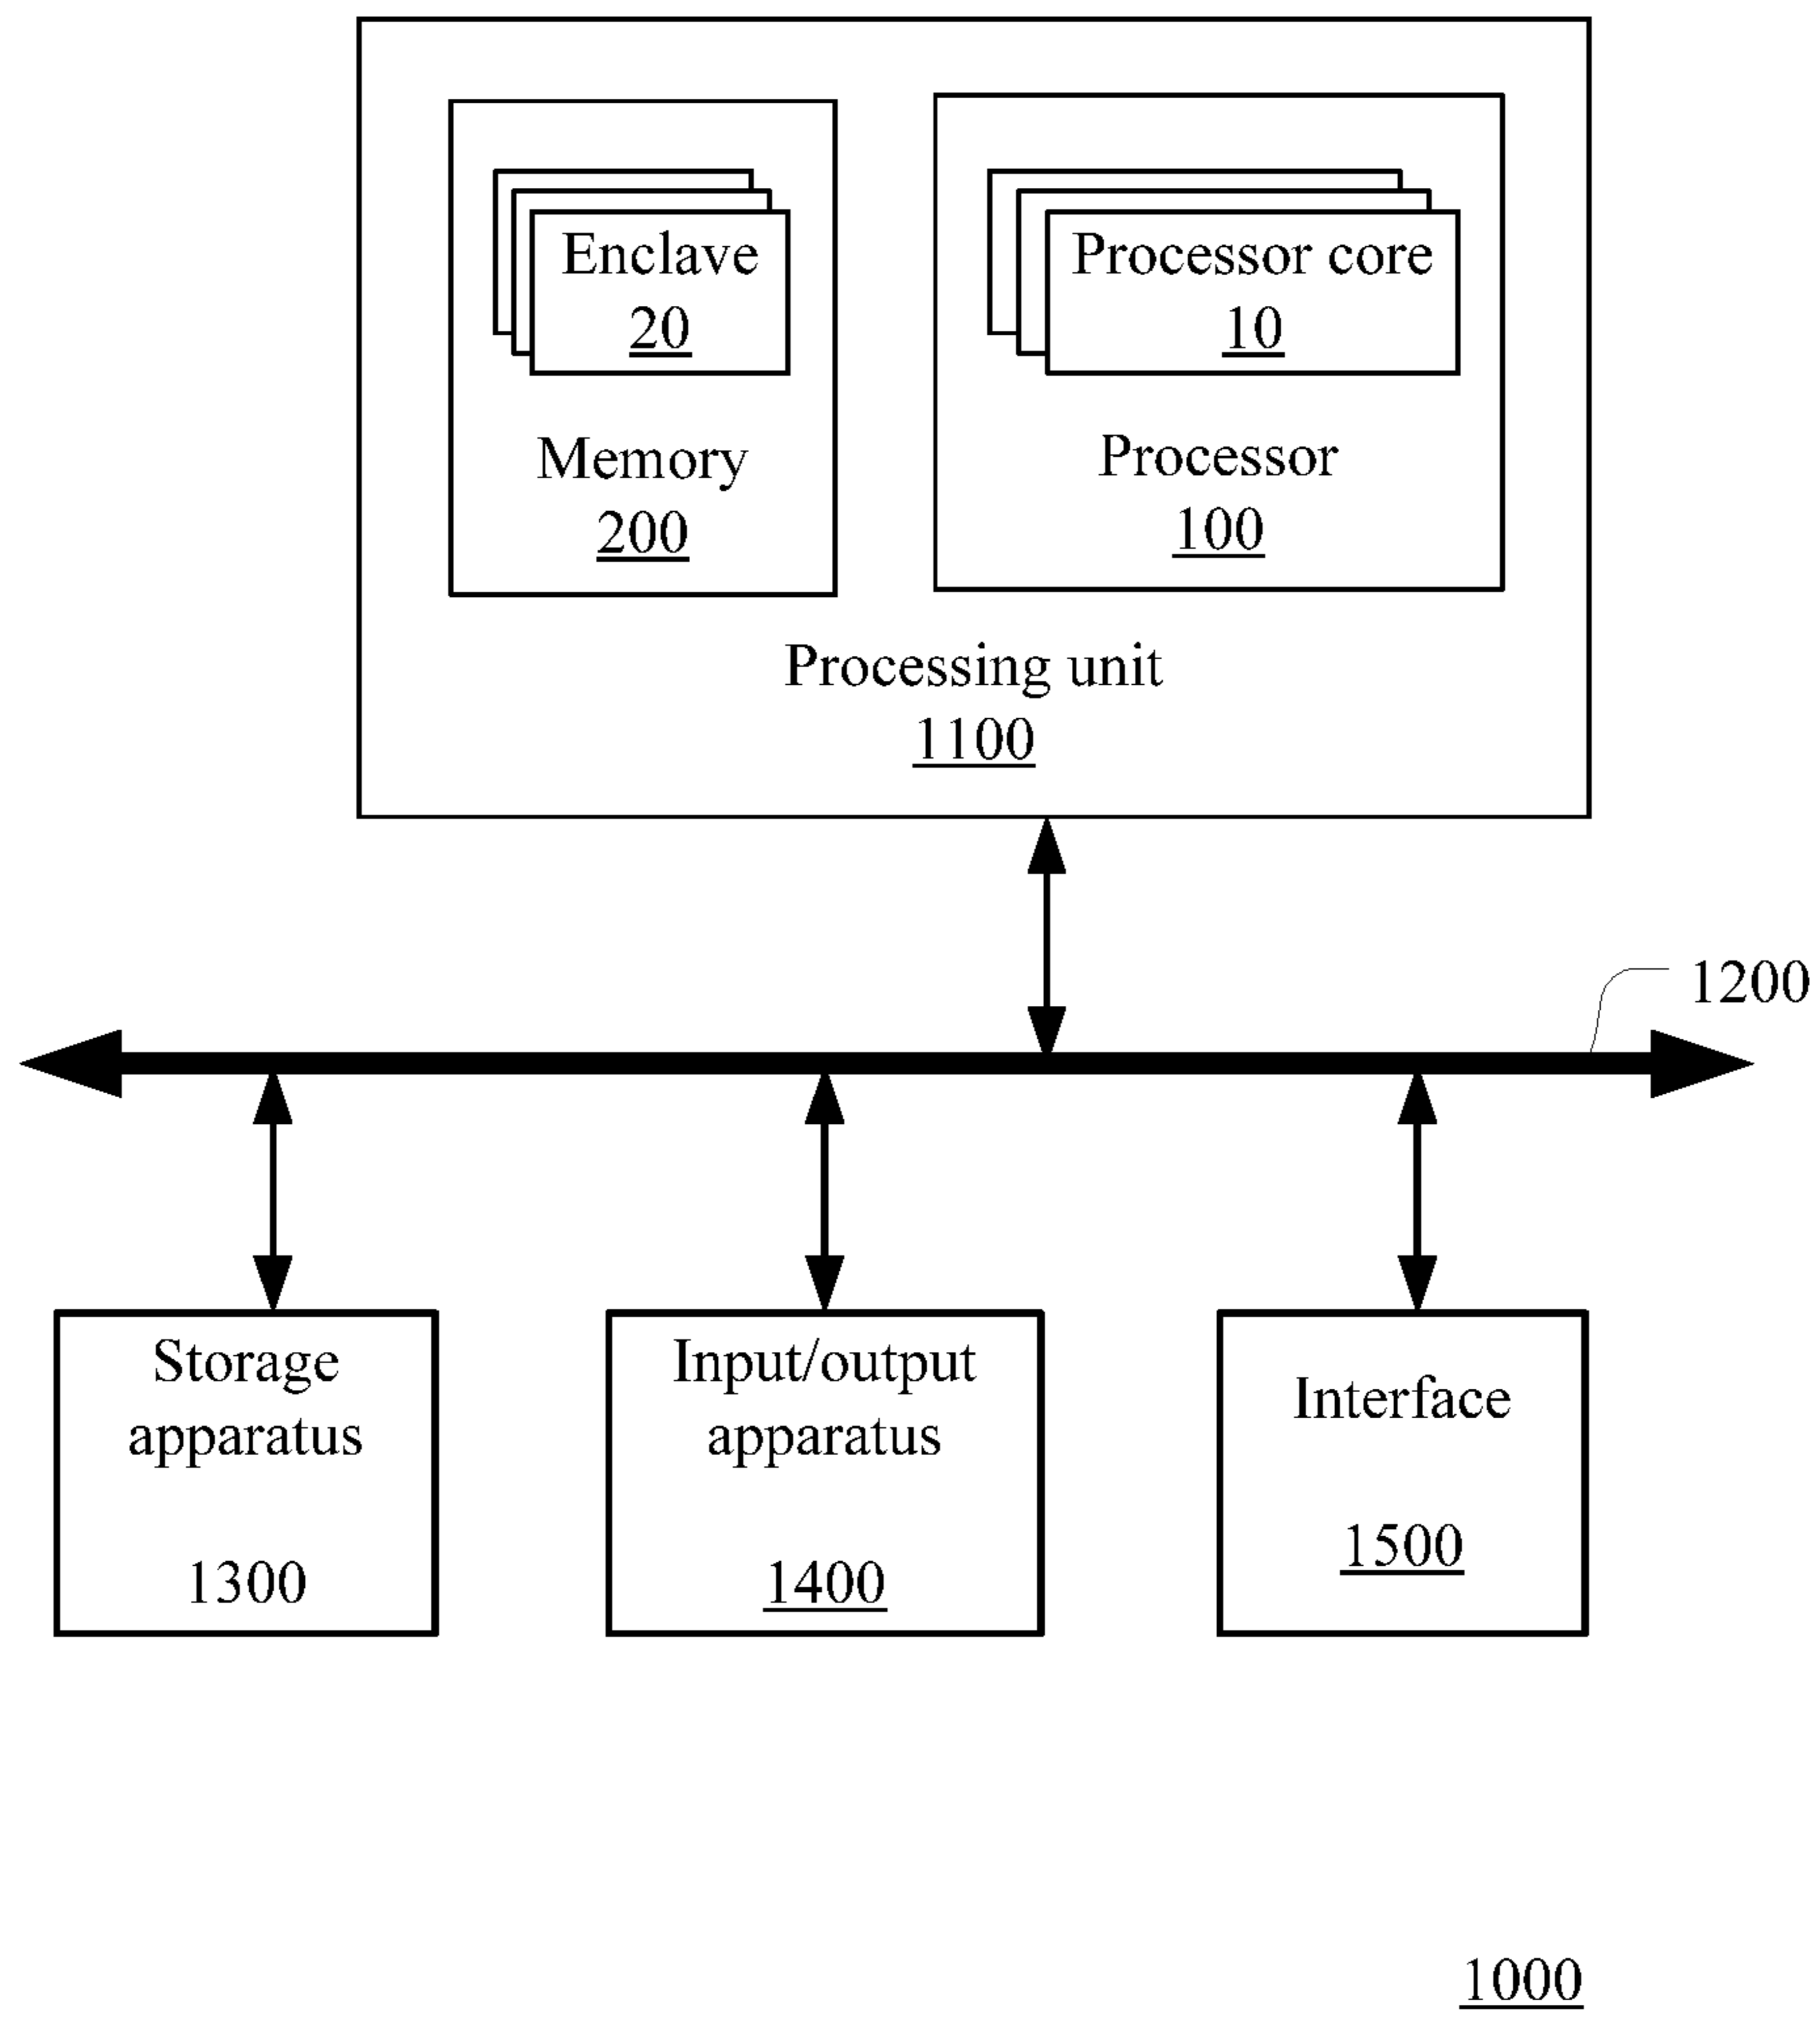 Enclave
20
Memory
200
Processor core
10
Processor
100
Processing unit
1100
1200
Storage
apparatus
1300
Input/output
apparatus
1400
Interface
1500
1000